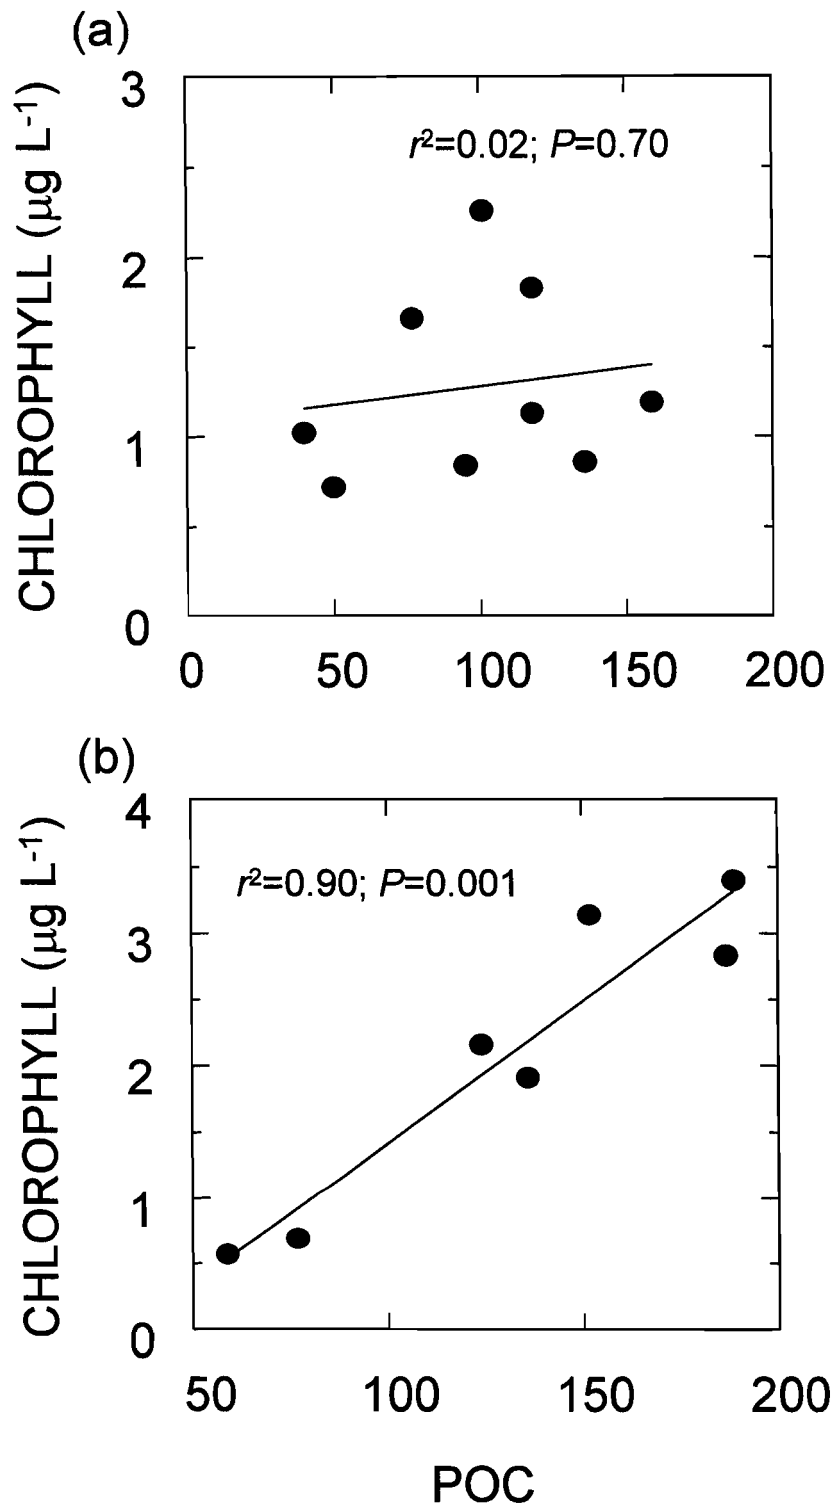 (a)
CHLOROPHYLL (µg L-1)
3
2
1
0
r²=0.02; P=0.70
0 50 100 150 200
(b)
CHLOROPHYLL (µg L-1)
4
3
2
1
0
r²=0.90; P=0.001
50 100 150 200
POC